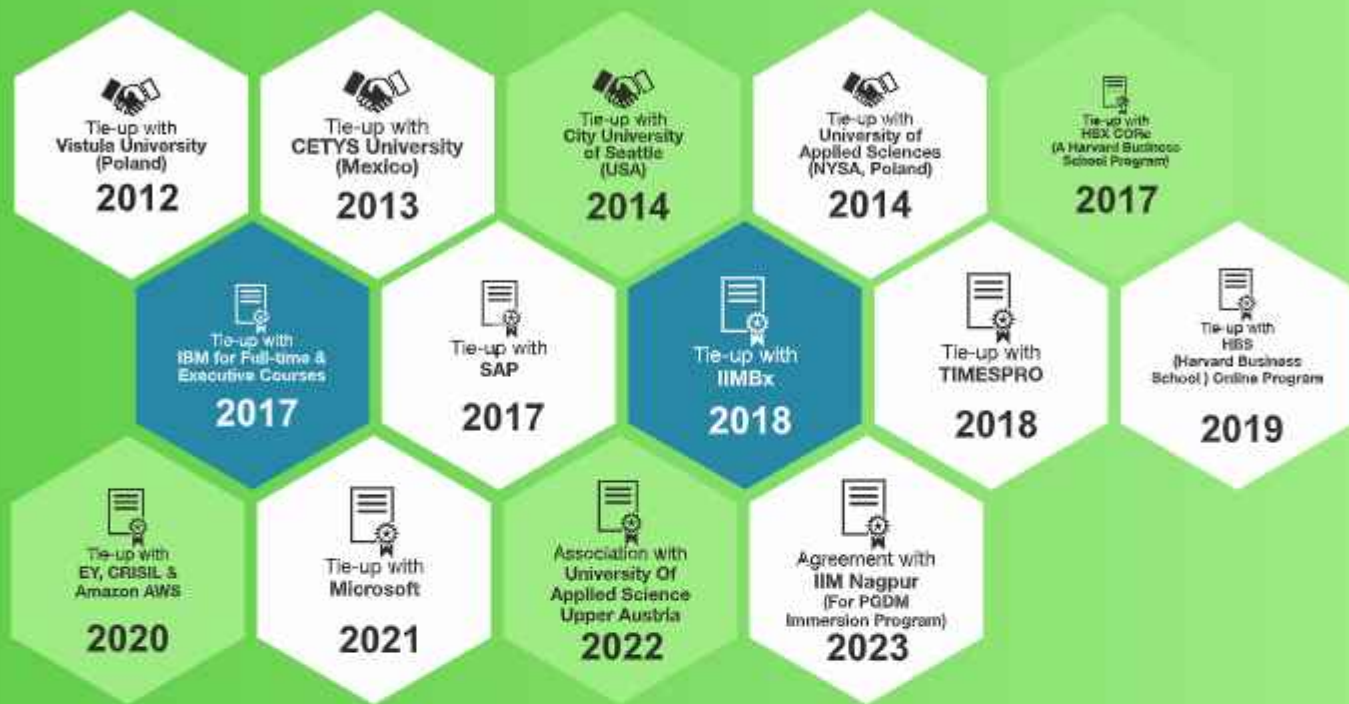 Tie-up with
Vistula University
(Poland)
2012
Tie-up with
CETYS University
(Mexico)
2013
Tie-up with
City University
of Seattle
(USA)
2014
Tie-up with
University of
Applied Sciences
(NYSA, Poland)
2014
Tie-up with
HBX CORe
(A Harvard Business
School Program)
2017
Tie-up with
IBM for Full-time &
Executive Courses
2017
Tie-up with
SAP
2017
Tie-up with
IIMBx
2018
Tie-up with
TIMESPRO
2018
Tie-up with
HBS
(Harvard Business
School ) Online Program
2019
Tie-up with
EY, CRISIL &
Amazon AWS
2020
Tie-up with
Microsoft
2021
Association with
University Of
Applied Science
Upper Austria
2022
Agreement with
IIM Nagpur
(For PGDM
Immersion Program)
2023